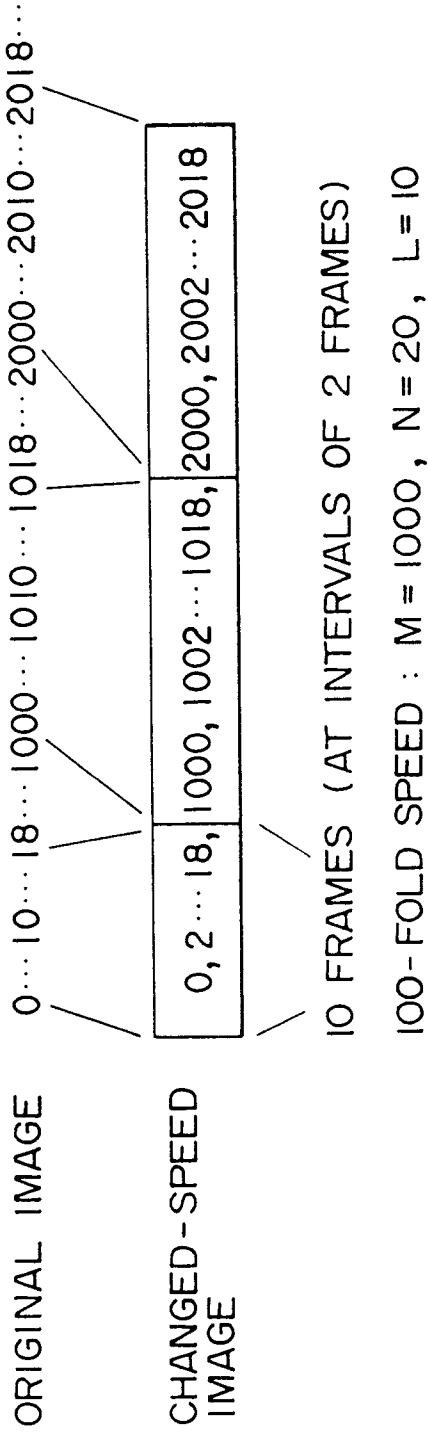 ORIGINAL IMAGE 0···10···18···1000···1010···1018···2000···2010···2018···
CHANGED-SPEED IMAGE
0, 2···18, 1000, 1002···1018, 2000, 2002···2018
10 FRAMES (AT INTERVALS OF 2 FRAMES)
100-FOLD SPEED : M = 1000, N = 20, L = 10